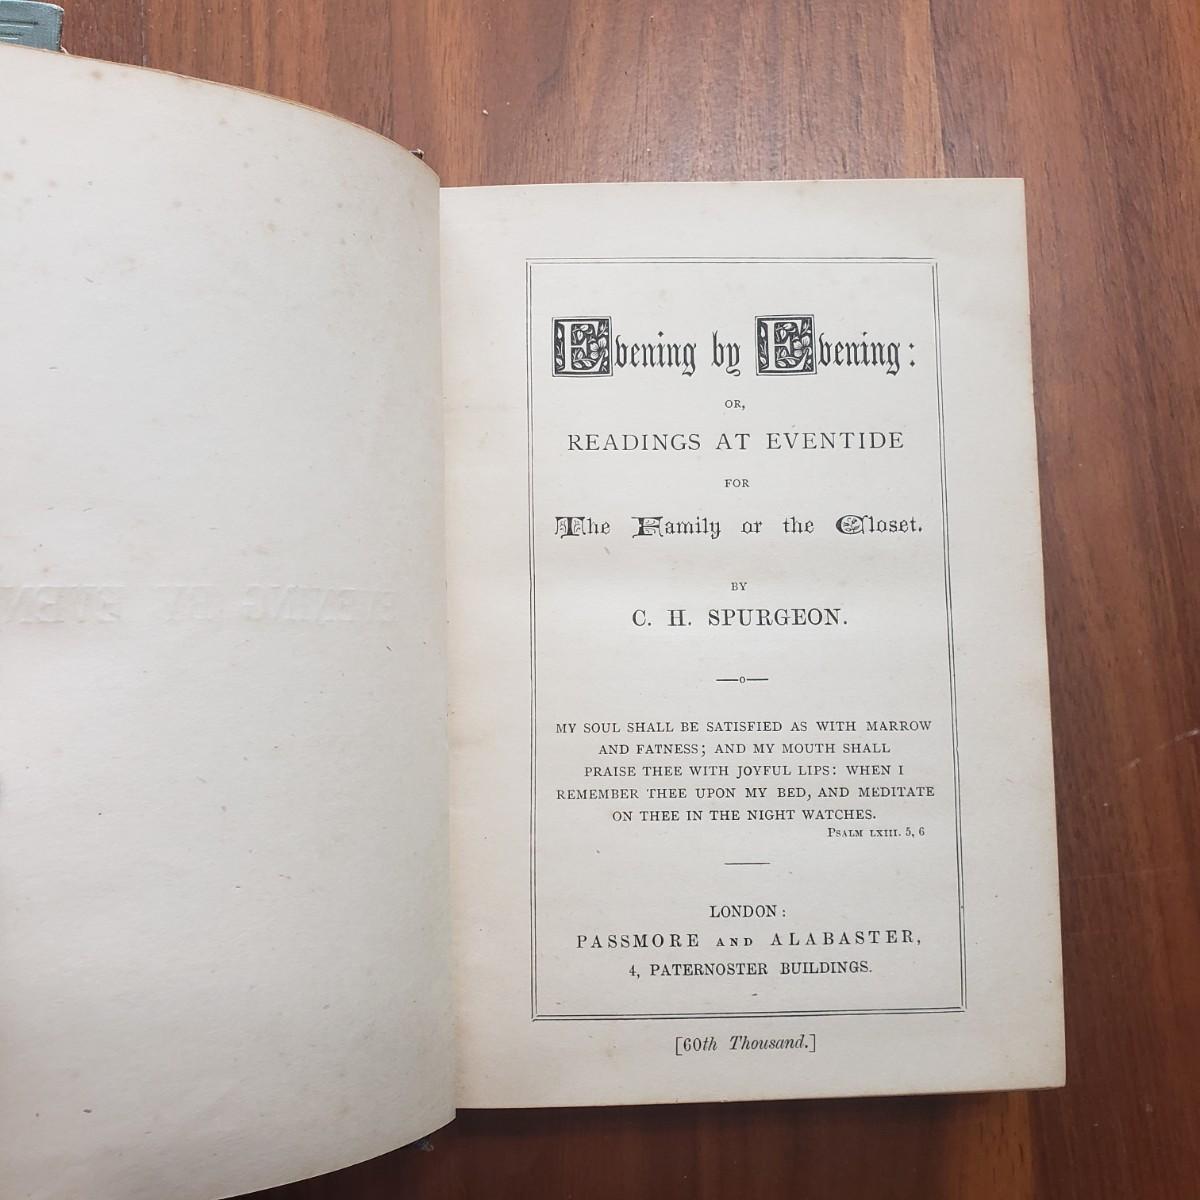 Evening by Evening:
OR,
READINGS AT EVENTIDE
FOR
The Family or the Closet.
BY
C. H. SPURGEON.
MY SOUL SHALL BE SATISFIED AS WITH MARROW
AND FATNESS; AND MY MOUTH SHALL
PRAISE THEE WITH JOYFUL LIPS: WHEN I
REMEMBER THEE UPON MY BED, AND MEDITATE
ON THEE IN THE NIGHT WATCHES.
PSALM LXIII. 5, 6
LONDON:
PASSMORE AND ALABASTER,
4, PATERNOSTER BUILDINGS.
[60th Thousand.]